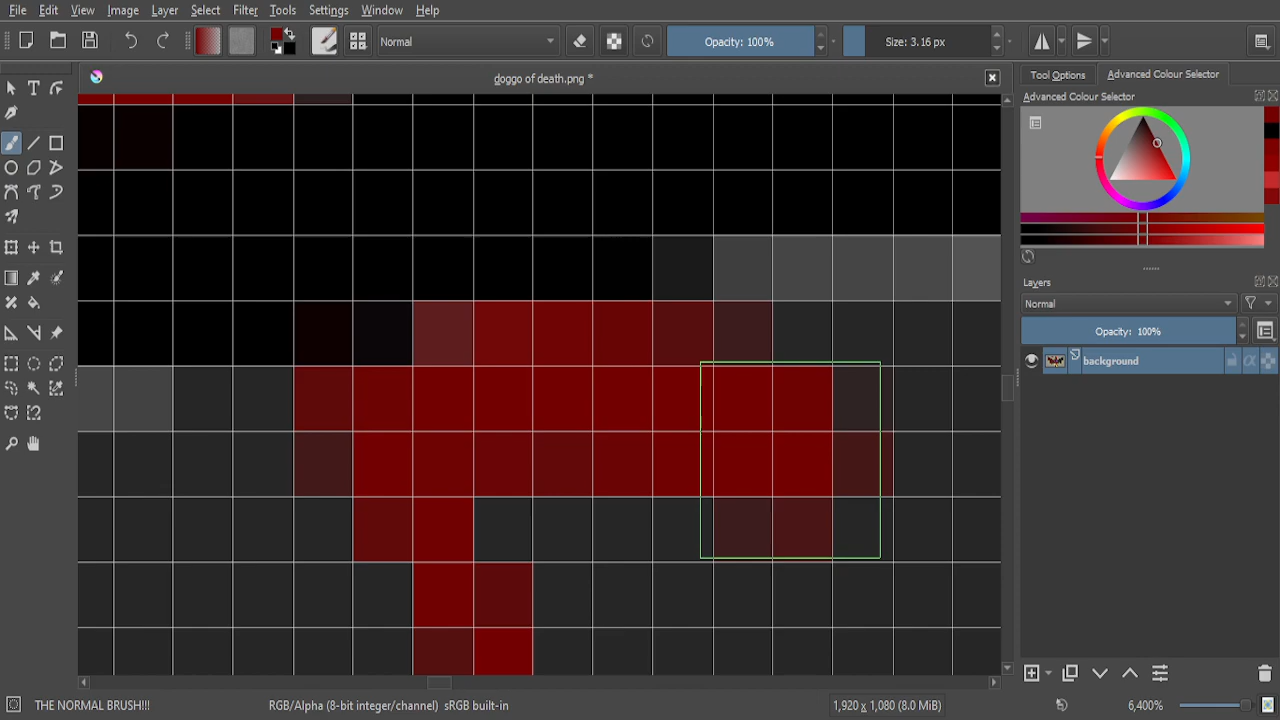 File Edit View Image Layer Select Filter Tools Settings Window Help
Normal Opacity: 100% Size: 3.16 px
doggo of death.png *
Tool Options Advanced Colour Selector
Advanced Colour Selector
Layers
Normal
Opacity: 100%
background
THE NORMAL BRUSH!!! RGB/Alpha (8-bit integer/channel) sRGB built-in 1,920 x 1,080 (8.0 MiB) 6,400%